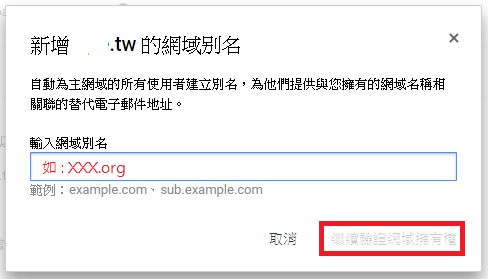 新增 .tw 的網域別名
×
自動為主網域的所有使用者建立別名，為他們提供與您擁有的網域名稱相
關聯的替代電子郵件地址。
輸入網域別名
如 : XXX.org
範例：example.com、sub.example.com
取消 繼續驗證網域擁有權